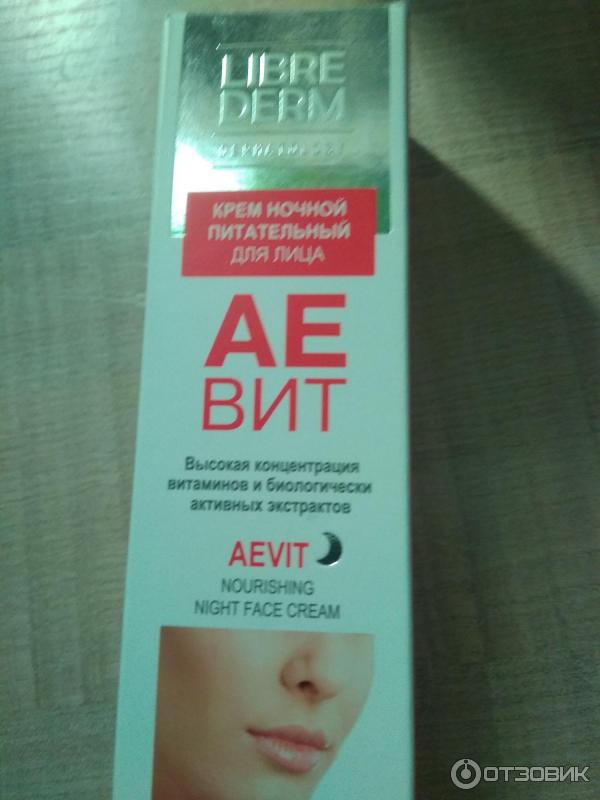 LIBRE
DERM
DERMATOLOGY
КРЕМ НОЧНОЙ
ПИТАТЕЛЬНЫЙ
ДЛЯ ЛИЦА
АЕ
ВИТ
Высокая концентрация
витаминов и биологически
активных экстрактов
AEVIT
NOURISHING
NIGHT FACE CREAM
ОТЗОВИК